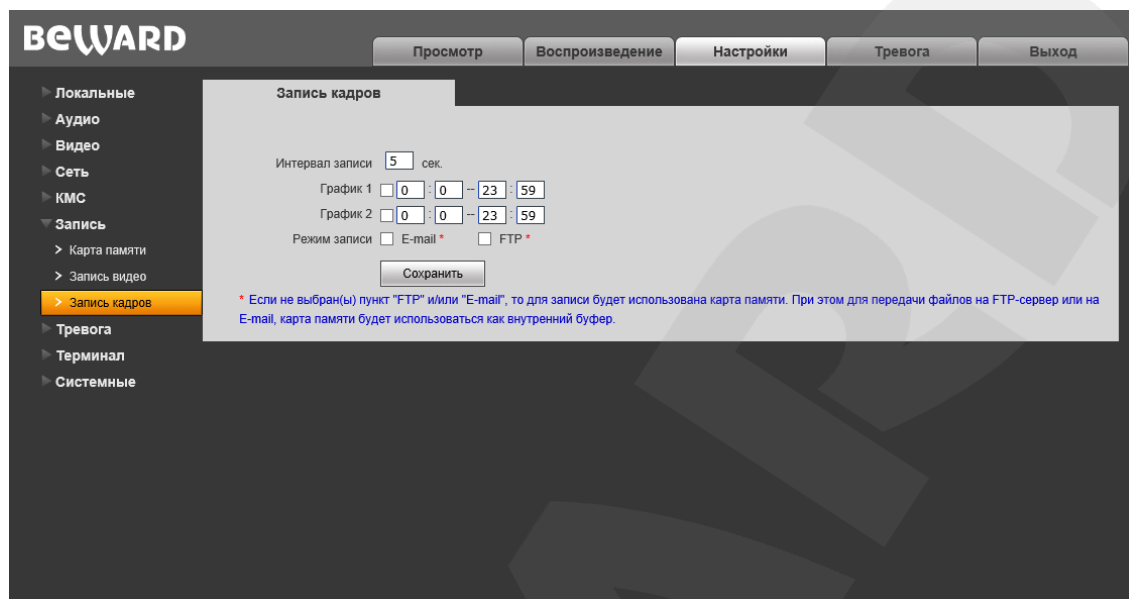 BEWARD
Просмотр Воспроизведение Настройки Тревога Выход
Локальные
Аудио
Видео
Сеть
КМС
Запись
> Карта памяти
> Запись видео
> Запись кадров
Тревога
Терминал
Системные
Запись кадров
Интервал записи 5 сек.
График 1 0 : 0 -- 23 : 59
График 2 0 : 0 -- 23 : 59
Режим записи E-mail * FTP *
Сохранить
* Если не выбран(ы) пункт "FTP" и/или "E-mail", то для записи будет использована карта памяти. При этом для передачи файлов на FTP-сервер или на
E-mail, карта памяти будет использоваться как внутренний буфер.